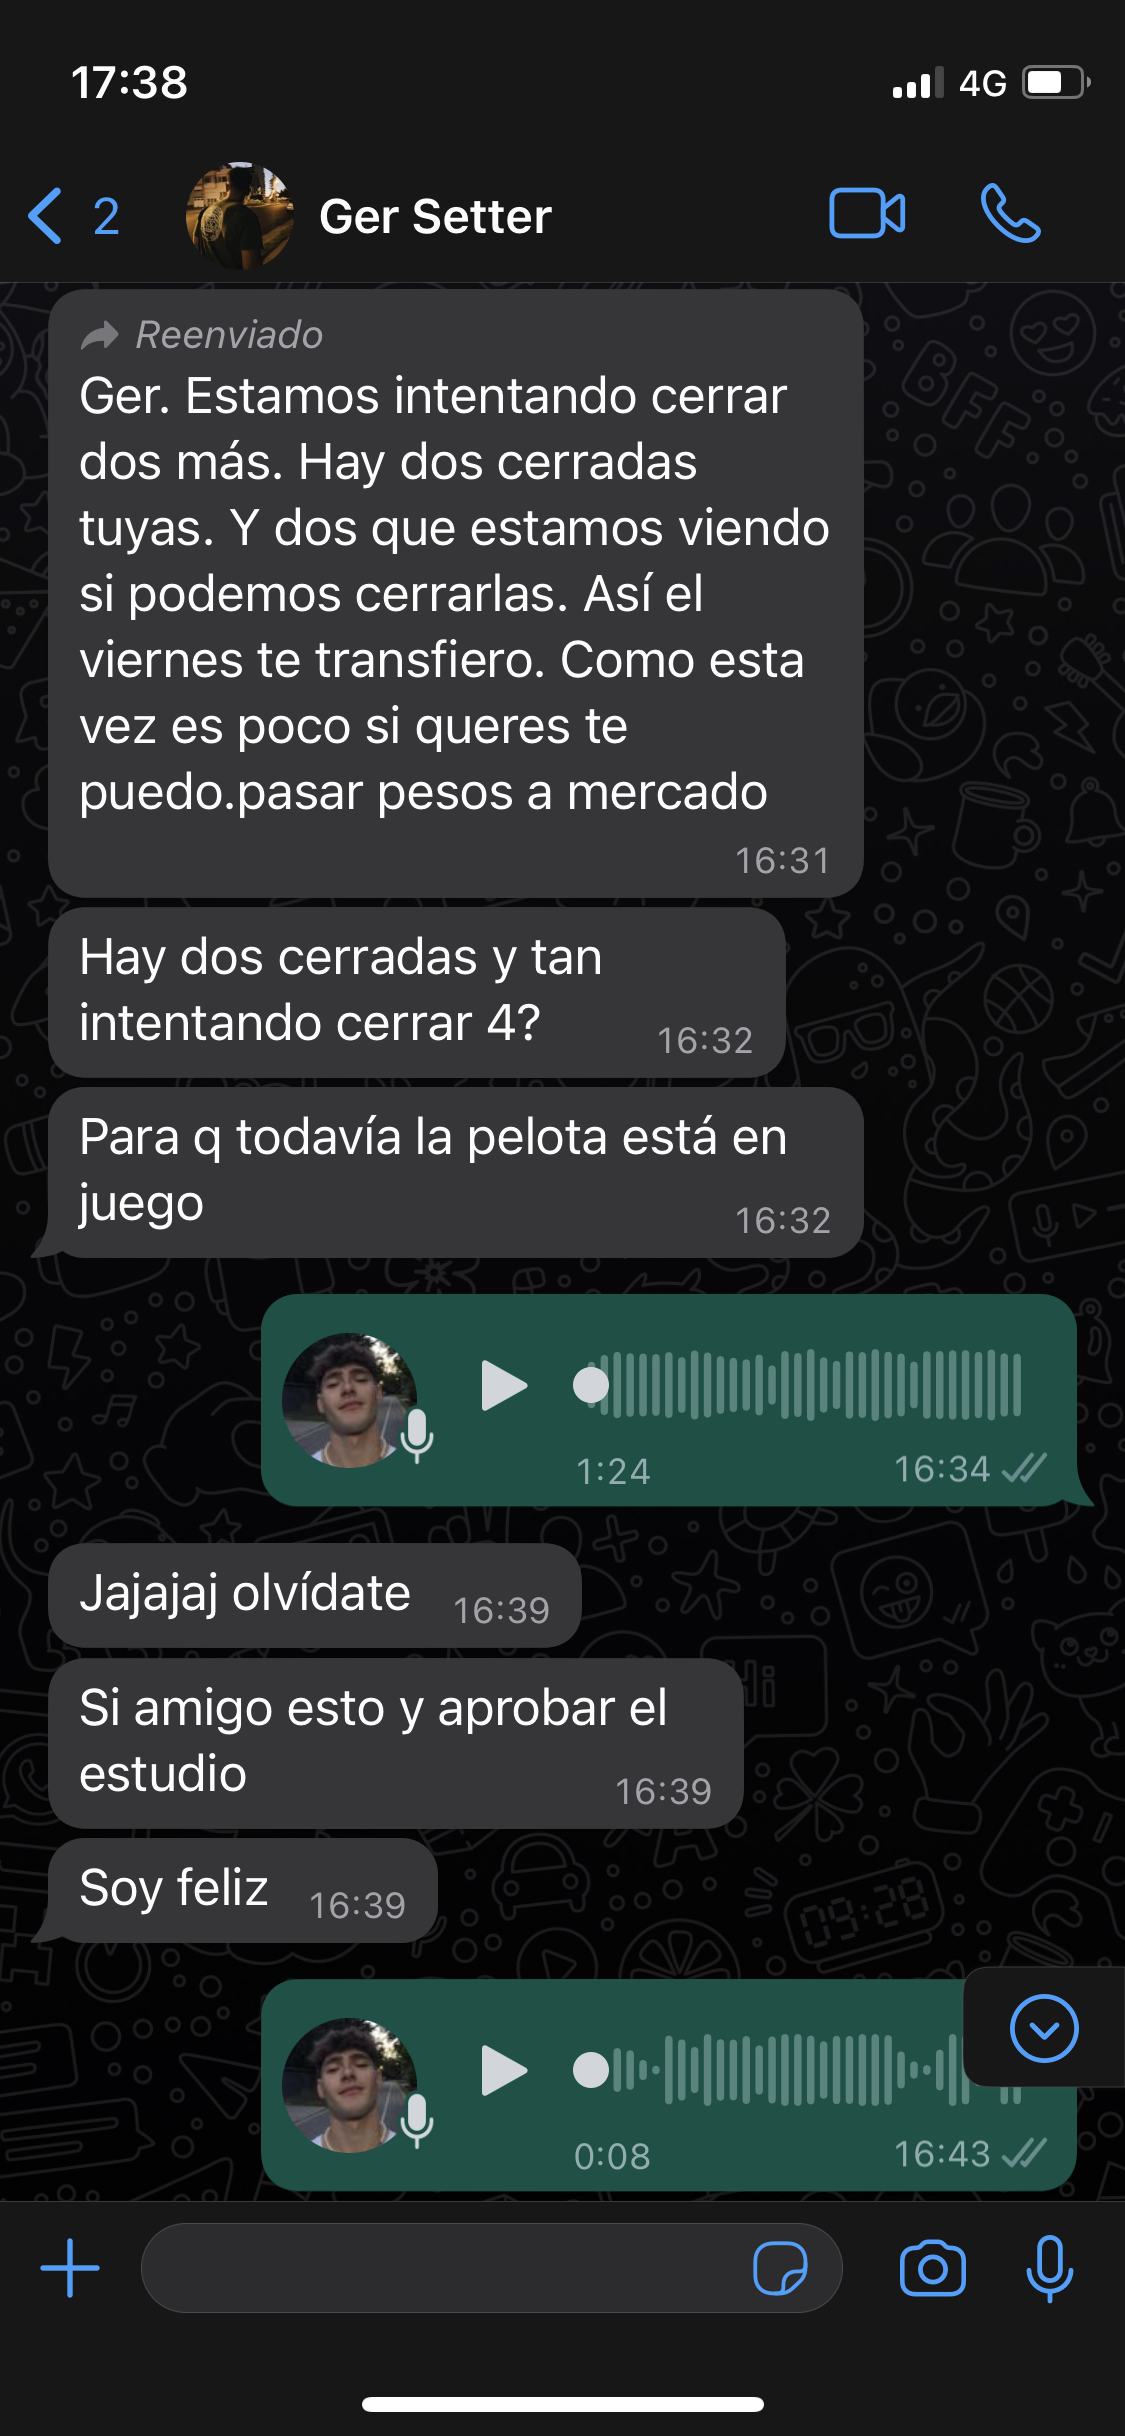 17:38
4G
2
Ger Setter
Reenviado
Ger. Estamos intentando cerrar
dos más. Hay dos cerradas
tuyas. Y dos que estamos viendo
si podemos cerrarlas. Así el
viernes te transfiero. Como esta
vez es poco si queres te
puedo.pasar pesos a mercado
16:31
Hay dos cerradas y tan
intentando cerrar 4?
16:32
Para q todavía la pelota está en
juego
16:32
1:24
16:34
Jajajaj olvídate
16:39
Si amigo esto y aprobar el
estudio
16:39
Soy feliz
16:39
0:08
16:43
BFF
Hi
09:28